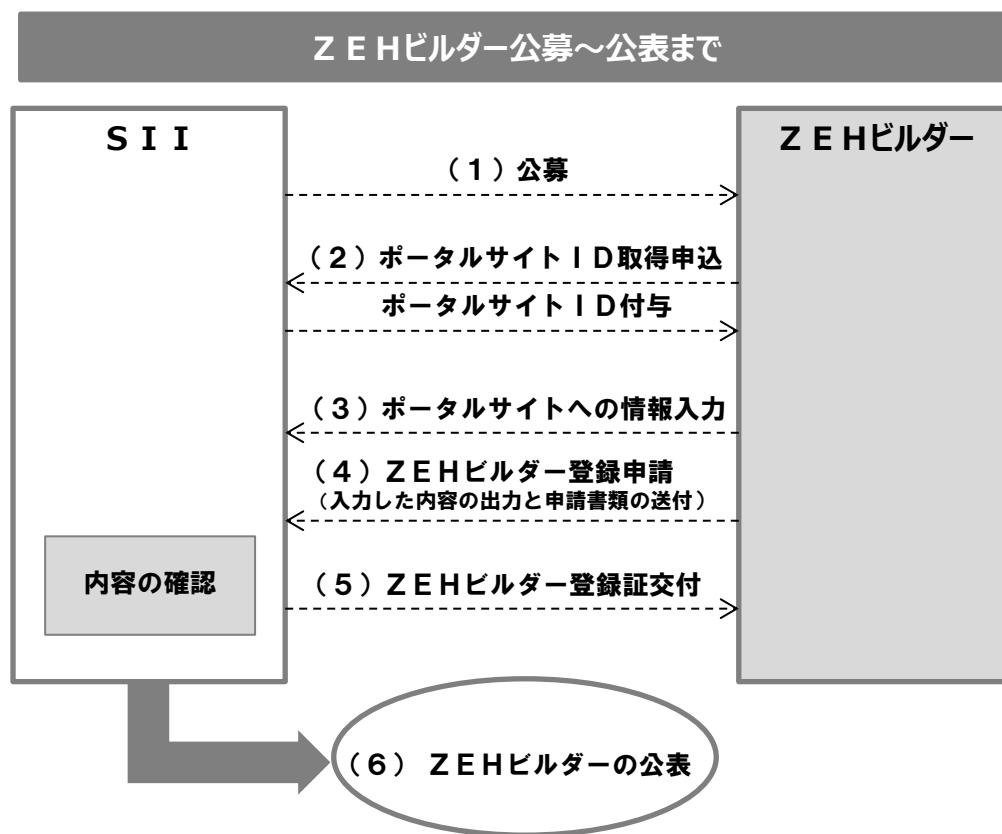 ＺＥＨビルダー公募～公表まで
ＳＩＩ
ＺＥＨビルダー
（１）公募
（２）ポータルサイトＩＤ取得申込
ポータルサイトＩＤ付与
（３）ポータルサイトへの情報入力
（４）ＺＥＨビルダー登録申請
（入力した内容の出力と申請書類の送付）
内容の確認
（５）ＺＥＨビルダー登録証交付
（６） ＺＥＨビルダーの公表